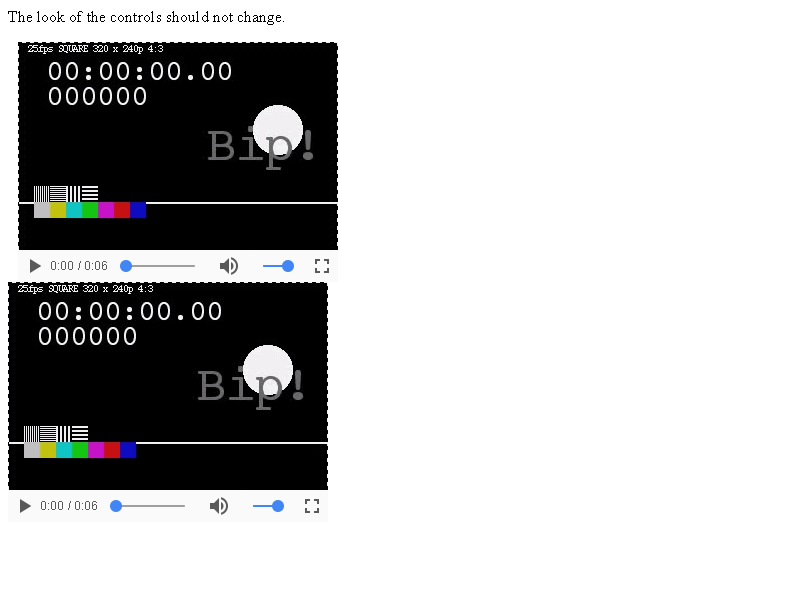 The look of the controls should not change.
25fps SQUARE 320 x 240p 4:3
00:00:00.00
000000
Bip!
0:00 / 0:06
25fps SQUARE 320 x 240p 4:3
00:00:00.00
000000
Bip!
0:00 / 0:06